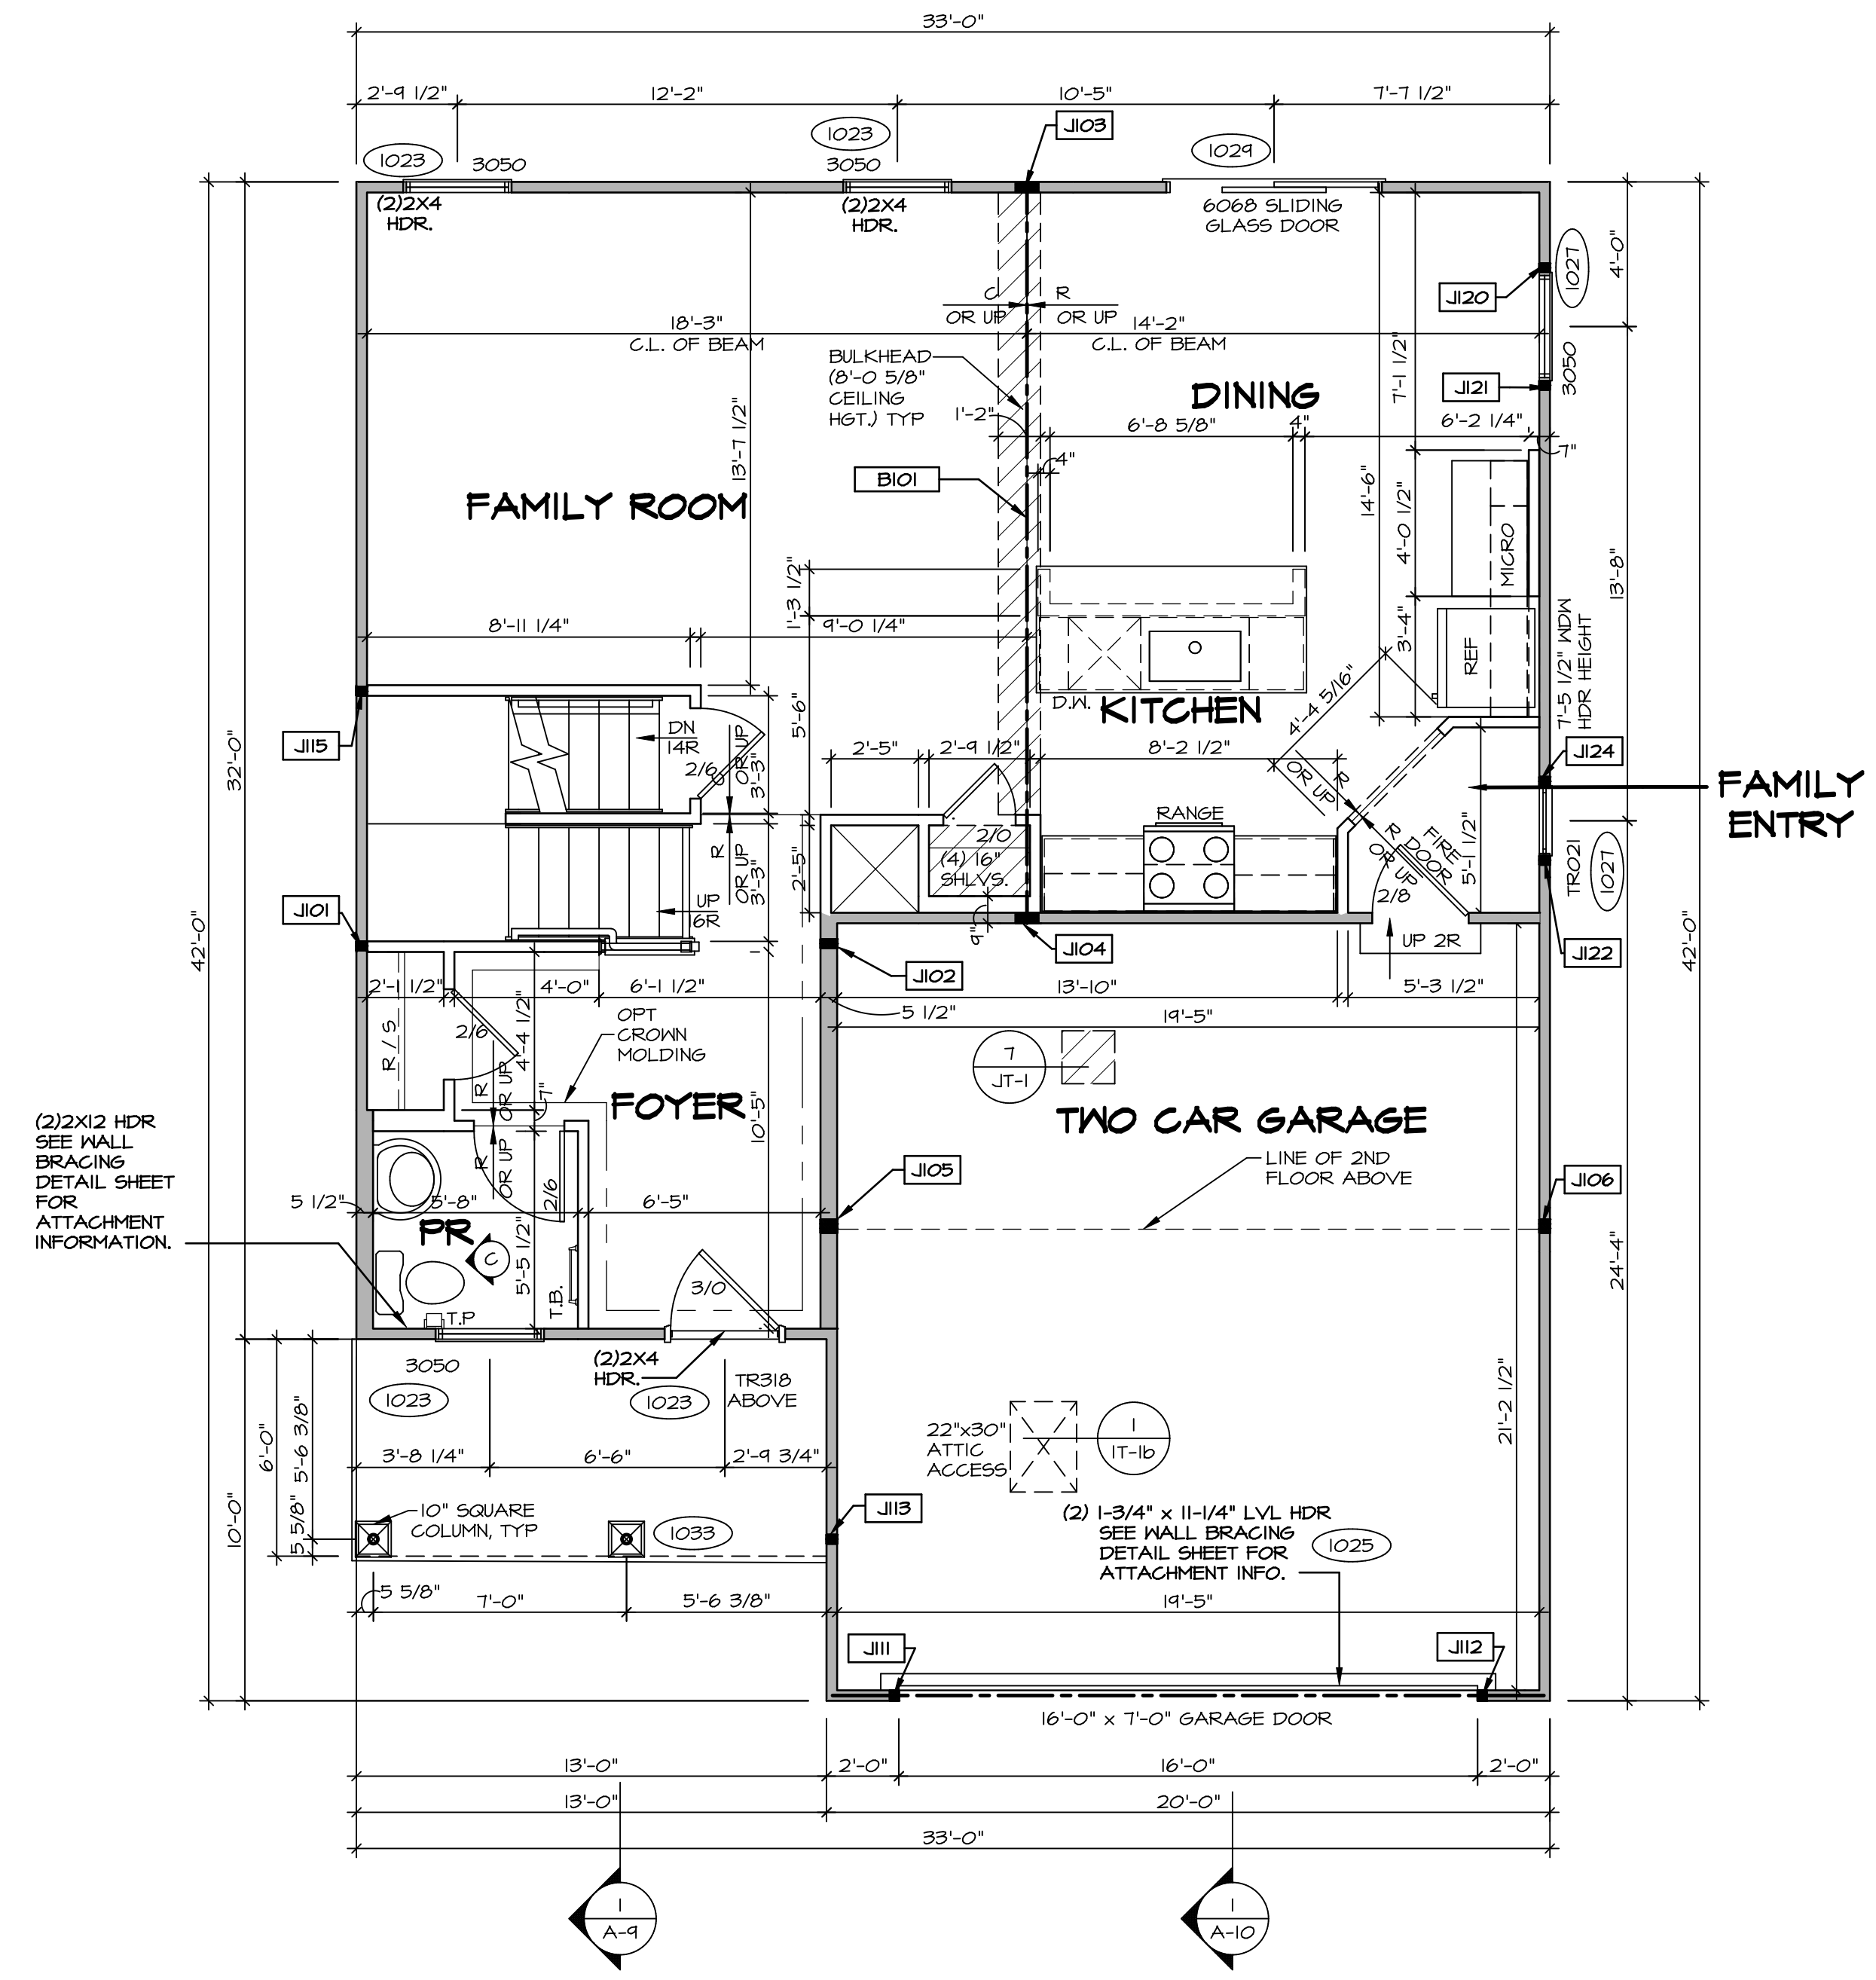 33'-0"
2'-9 1/2"
12'-2"
10'-5"
7'-7 1/2"
1023
3050
1023
3050
J103
1029
(2)2X4
HDR.
(2)2X4
HDR.
6068 SLIDING
GLASS DOOR
J120
1027
4'-0"
C
OR UP
R
OR UP
18'-3"
C.L. OF BEAM
14'-2"
C.L. OF BEAM
BULKHEAD
(8'-0 5/8"
CEILING
HGT.) TYP
1'-2"
DINING
7'-1 1/2"
J121
3050
6'-8 5/8"
4"
6'-2 1/4"
7"
4"
B101
13'-7 1/2"
FAMILY ROOM
14'-6"
4'-0 1/2"
MICRO
13'-8"
1'-3 1/2"
8'-11 1/4"
9'-0 1/4"
3'-4"
REF
7'-5 1/2" WDW
HDR HEIGHT
D.W.
KITCHEN
4'-4 5/16"
J115
32'-0"
DN
14R
2/6
OR UP
3'-3"
5'-6"
2'-5"
2'-9 1/2"
8'-2 1/2"
R
OR UP
J124
FAMILY
ENTRY
RANGE
2/0
(4) 16"
SHLVS.
R
OR UP
3'-3"
2'-5"
R
OR UP
FIRE
DOOR
2/8
5'-1 1/2"
TR021
1027
J101
UP
6R
9"
J104
UP 2R
J122
J102
42'-0"
42'-0"
2'-1 1/2"
4'-0"
6'-1 1/2"
13'-10"
5'-3 1/2"
5 1/2"
19'-5"
R / S
2/6
4'-4 1/2"
OPT
CROWN
MOLDING
7
JT-1
R
OR UP
7"
FOYER
10'-5"
TWO CAR GARAGE
(2)2X12 HDR
SEE WALL
BRACING
DETAIL SHEET
FOR
ATTACHMENT
INFORMATION.
R
OR UP
J105
LINE OF 2ND
FLOOR ABOVE
J106
5 1/2"
5'-8"
2/6
6'-5"
PR
C
5'-5 1/2"
24'-4"
T.B.
T.P
3/0
3050
1023
(2)2X4
HDR.
1023
TR318
ABOVE
21'-2 1/2"
6'-0"
5'-6 3/8"
22"x30"
ATTIC
ACCESS
1
IT-1b
3'-8 1/4"
6'-6"
2'-9 3/4"
10'-0"
5 5/8"
10" SQUARE
COLUMN, TYP
1033
J113
(2) 1-3/4" x 11-1/4" LVL HDR
SEE WALL BRACING
DETAIL SHEET FOR
ATTACHMENT INFO.
1025
5 5/8"
7'-0"
5'-6 3/8"
19'-5"
J111
J112
16'-0" x 7'-0" GARAGE DOOR
13'-0"
2'-0"
16'-0"
2'-0"
13'-0"
20'-0"
33'-0"
1
A-9
1
A-10